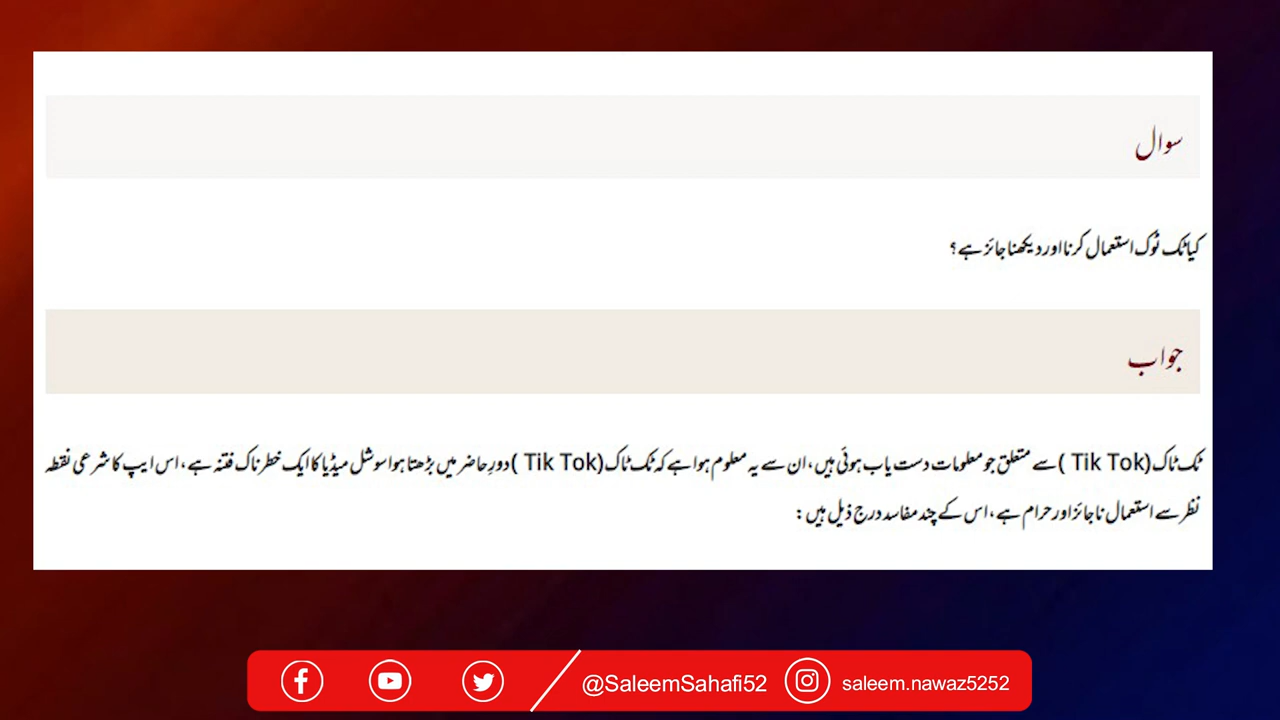 سوال
کیا ٹک ٹوک استعمال کرنا اور دیکھنا جائز ہے؟
جواب
ٹک ٹاک (Tik Tok) سے متعلق جو معلومات دست یاب ہوئی ہیں، ان سے یہ معلوم ہوا ہے کہ ٹک ٹاک (Tik Tok) دورِ حاضر میں بڑھتا ہوا سوشل میڈیا کا ایک خطرناک فتنہ ہے، اس ایپ کا شرعی نقطہ
نظر سے استعمال ناجائز اور حرام ہے، اس کے چند مفاسد درج ذیل ہیں:
@SaleemSahafi52 saleem.nawaz5252